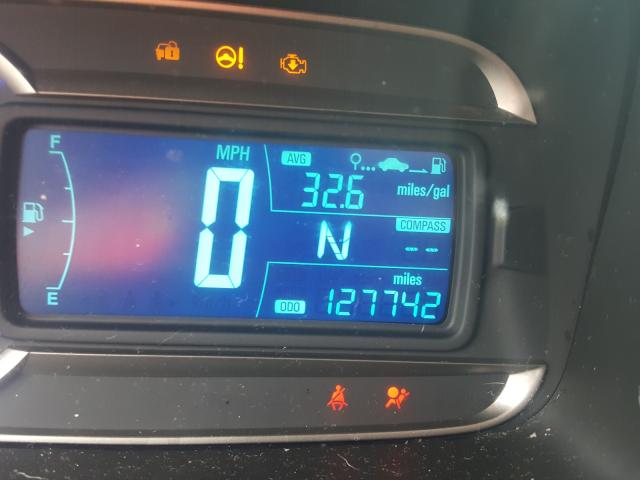 F
MPH
AVG
32.6 miles/gal
0
COMPASS
N --
E
miles
ODO 127742